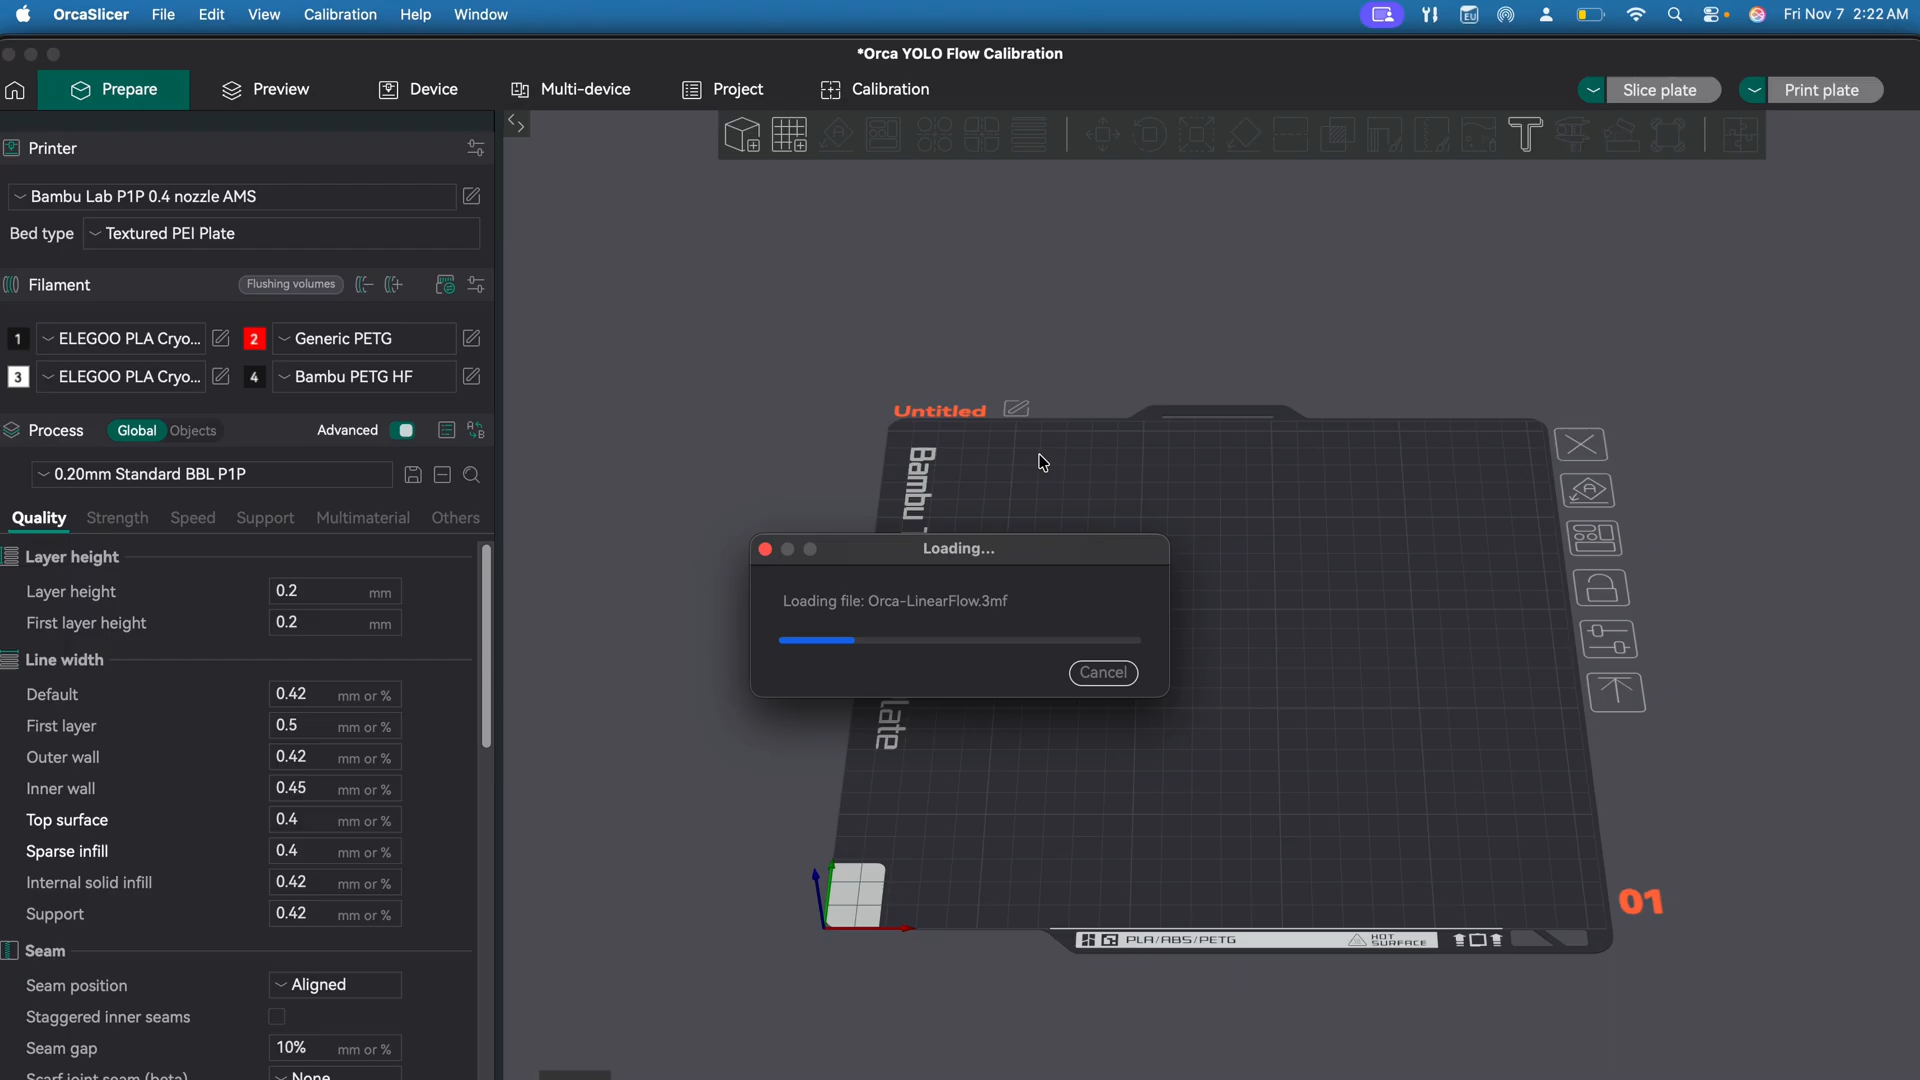 OrcaSlicer File Edit View Calibration Help Window EU Fri Nov 7 2:22 AM
*Orca YOLO Flow Calibration
Prepare Preview Device Multi-device Project Calibration Slice plate Print plate
Printer
Bambu Lab P1P 0.4 nozzle AMS
Bed type Textured PEI Plate
Filament Flushing volumes
1 ELEGOO PLA Cryo... 2 Generic PETG
3 ELEGOO PLA Cryo... 4 Bambu PETG HF
Process Global Objects Advanced
0.20mm Standard BBL P1P
Quality Strength Speed Support Multimaterial Others
Layer height
Layer height 0.2 mm
First layer height 0.2 mm
Line width
Default 0.42 mm or %
First layer 0.5 mm or %
Outer wall 0.42 mm or %
Inner wall 0.45 mm or %
Top surface 0.4 mm or %
Sparse infill 0.4 mm or %
Internal solid infill 0.42 mm or %
Support 0.42 mm or %
Seam
Seam position Aligned
Staggered inner seams
Seam gap 10% mm or %
Scarf joint seam (beta) None
Untitled
Bambu
late
Loading...
Loading file: Orca-LinearFlow.3mf
Cancel
01
PLA/ABS/PETG HOT SURFACE